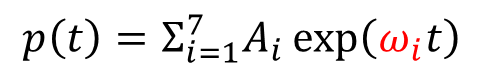 p(t) = Σ_{i=1}^{7} A_i exp(ω_i t)